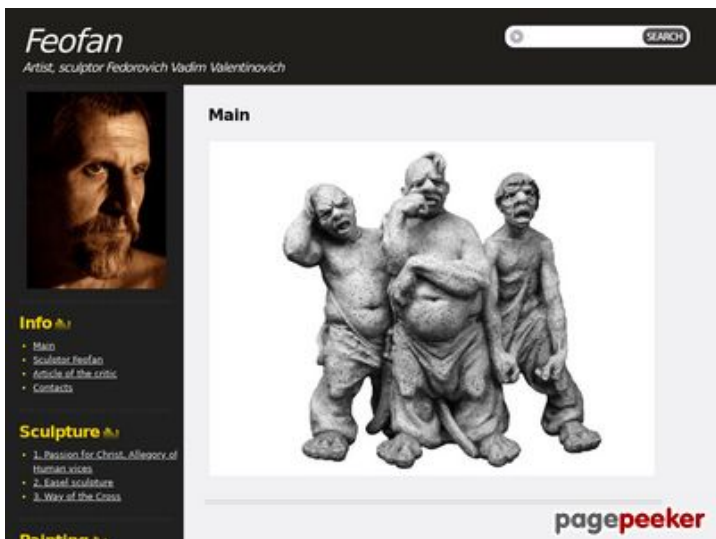 Feofan
Artist, sculptor Fedorovich Vadim Valentinovich
SEARCH
Main
Info
Main
Sculptor Feofan
Article of the critic
Contacts
Sculpture
1. Passion for Christ. Allegory of
Human vices
2. Easel sculpture
3. Way of the Cross
Painting
pagepeeker